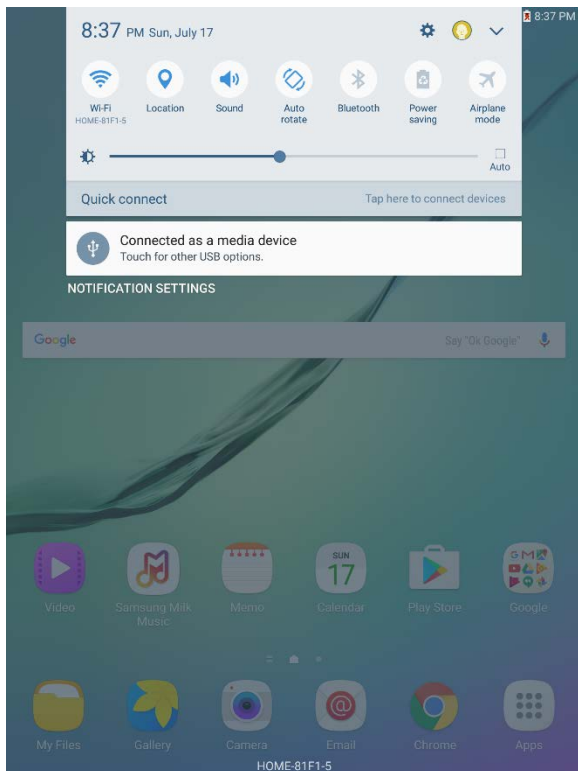 8:37 PM Sun, July 17
8:37 PM
Wi-Fi
HOME-81F1-5
Location
Sound
Auto
rotate
Bluetooth
Power
saving
Airplane
mode
Auto
Quick connect
Tap here to connect devices
Connected as a media device
Touch for other USB options.
NOTIFICATION SETTINGS
Google
Say "Ok Google"
Video
Samsung Milk
Music
Memo
SUN
17
Calendar
Play Store
G M
Google
My Files
Gallery
Camera
@
Email
Chrome
Apps
HOME-81F1-5